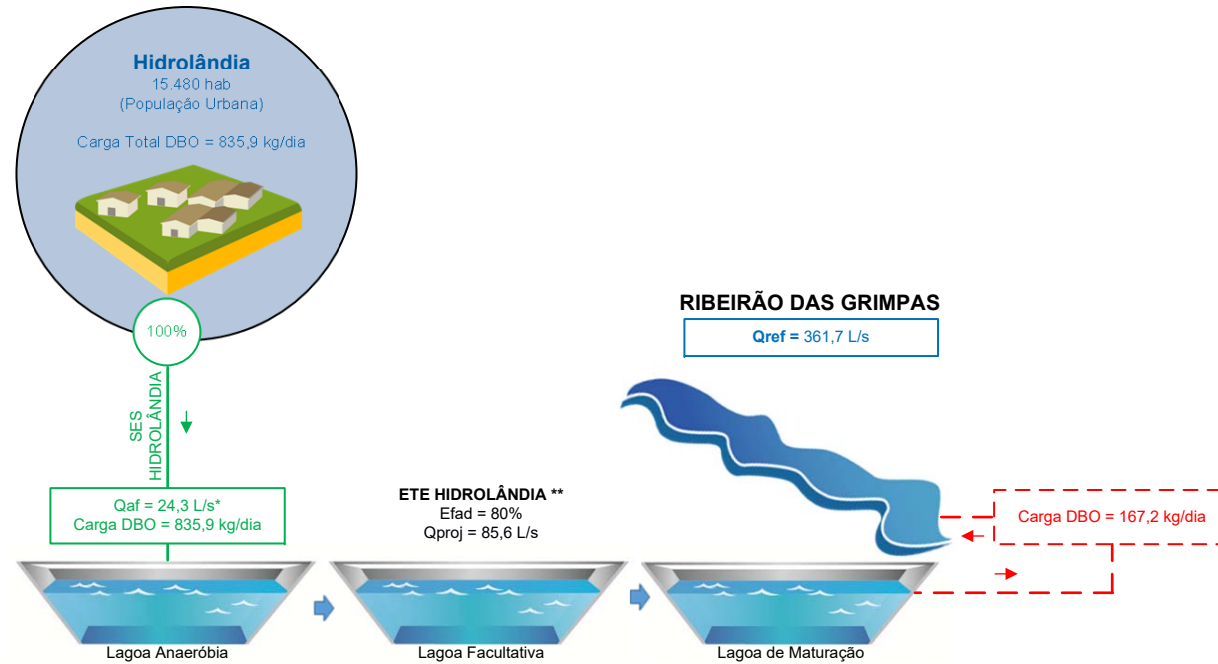 Hidrolândia
15.480 hab
(População Urbana)
Carga Total DBO = 835,9 kg/dia
100%
SES
HIDROLÂNDIA
Qaf = 24,3 L/s*
Carga DBO = 835,9 kg/dia
ETE HIDROLÂNDIA **
Efad = 80%
Qproj = 85,6 L/s
RIBEIRÃO DAS GRIMPAS
Qref = 361,7 L/s
Carga DBO = 167,2 kg/dia
Lagoa Anaeróbia
Lagoa Facultativa
Lagoa de Maturação